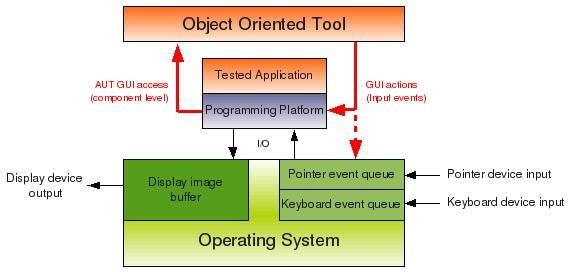 Object Oriented Tool
AUT GUI access
(component level)
Tested Application
Programming Platform
GUI actions
(Input events)
I/O
Display device
output
Display image
buffer
Pointer event queue
Keyboard event queue
Pointer device input
Keyboard device input
Operating System